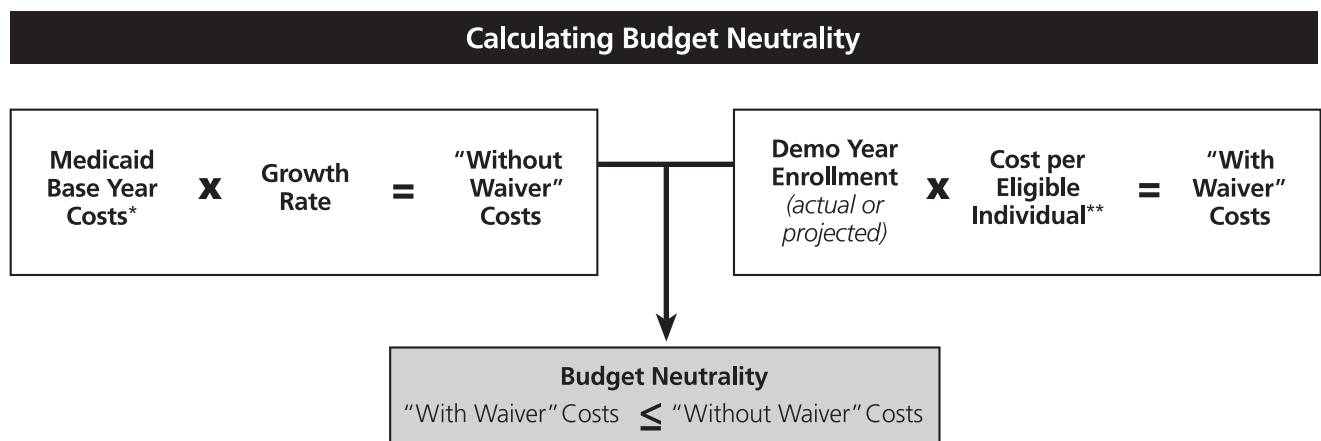 Calculating Budget Neutrality
Medicaid
Base Year
Costs*
x
Growth
Rate
=
“Without
Waiver”
Costs
Demo Year
Enrollment
(actual or
projected)
x
Cost per
Eligible
Individual**
=
“With
Waiver”
Costs
Budget Neutrality
“With Waiver” Costs ≤ “Without Waiver” Costs